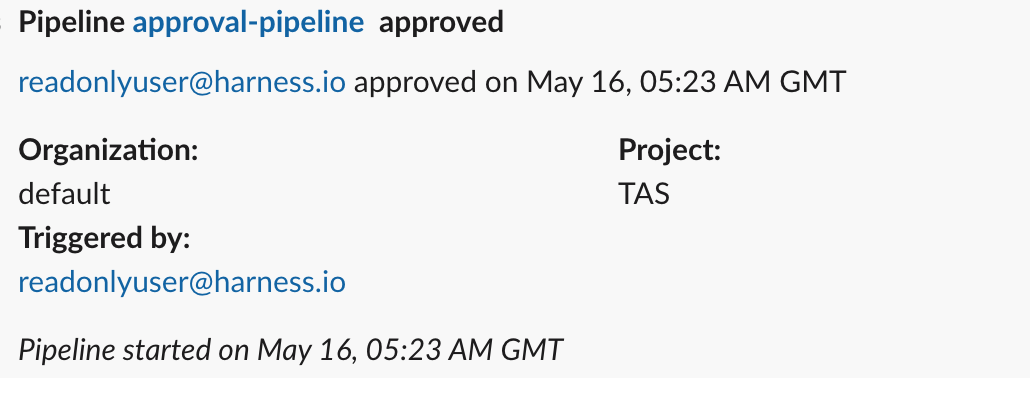 Pipeline approval-pipeline approved
readonlyuser@harness.io approved on May 16, 05:23 AM GMT
Organization:
default
Project:
TAS
Triggered by:
readonlyuser@harness.io
Pipeline started on May 16, 05:23 AM GMT